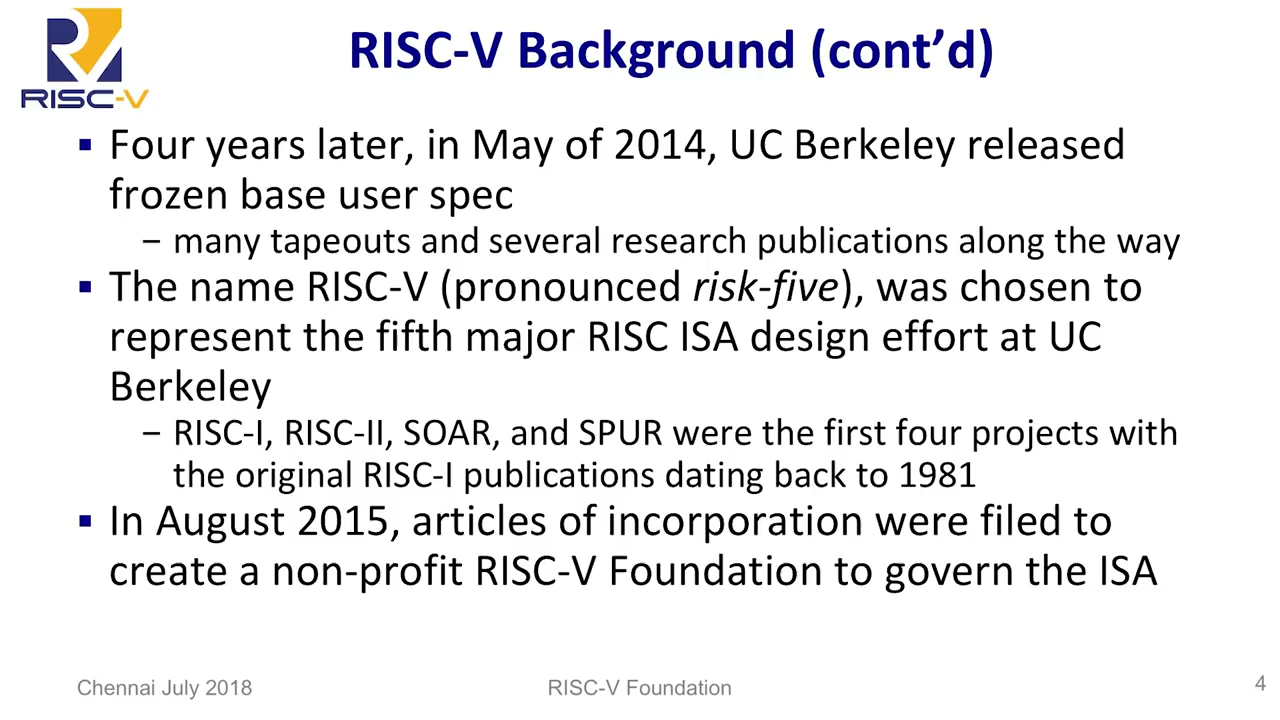 RISC-V
RISC-V Background (cont’d)
▪ Four years later, in May of 2014, UC Berkeley released
frozen base user spec
– many tapeouts and several research publications along the way
▪ The name RISC-V (pronounced risk-five), was chosen to
represent the fifth major RISC ISA design effort at UC
Berkeley
– RISC-I, RISC-II, SOAR, and SPUR were the first four projects with
the original RISC-I publications dating back to 1981
▪ In August 2015, articles of incorporation were filed to
create a non-profit RISC-V Foundation to govern the ISA
Chennai July 2018
RISC-V Foundation
4